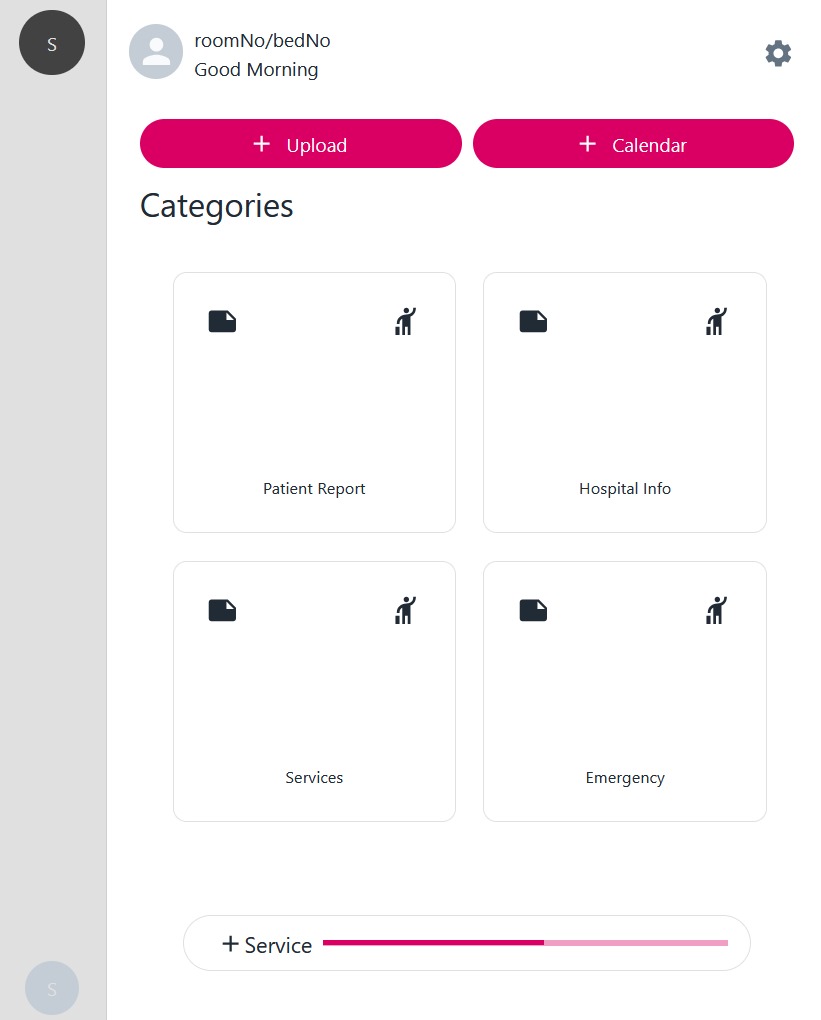 S
roomNo/bedNo
Good Morning
+ Upload
+ Calendar
Categories
Patient Report
Hospital Info
Services
Emergency
+ Service
S